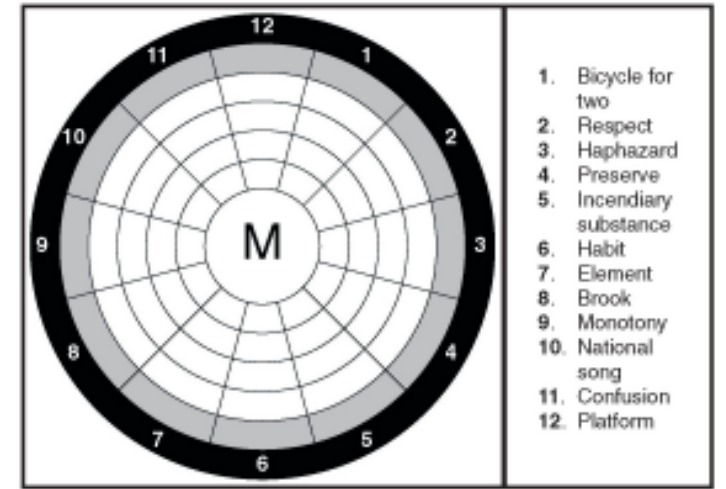 12
11
1
10
2
M
9
3
8
4
7
5
6
1. Bicycle for
two
2. Respect
3. Haphazard
4. Preserve
5. Incendiary
substance
6. Habit
7. Element
8. Brook
9. Monotony
10. National
song
11. Confusion
12. Platform